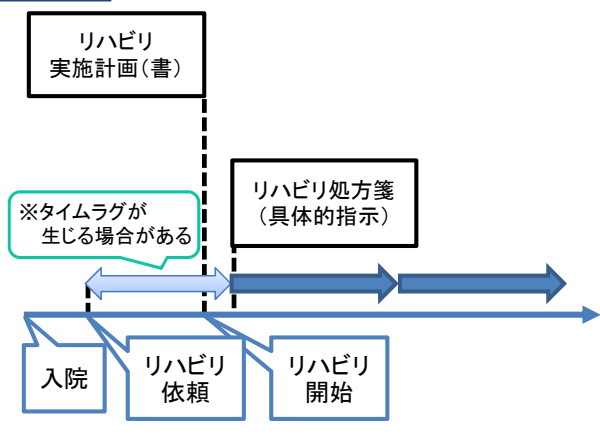 リハビリ
実施計画（書）
リハビリ処方箋
（具体的指示）
※タイムラグが
生じる場合がある
入院
リハビリ
依頼
リハビリ
開始